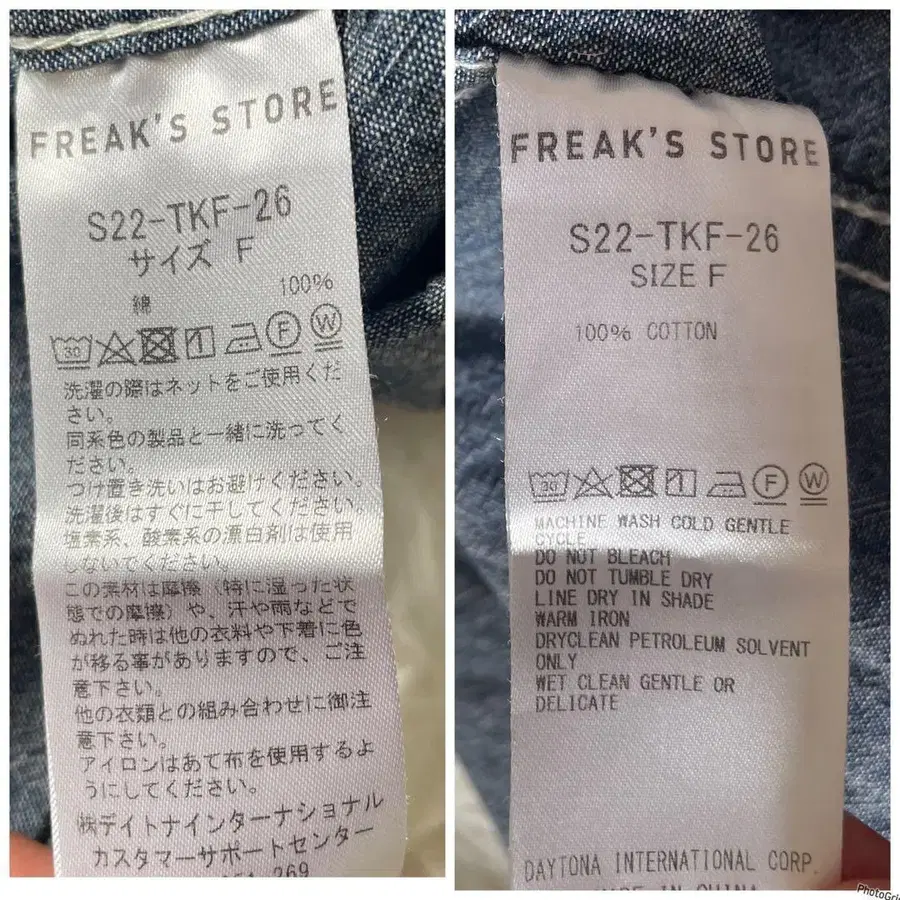 FREAK'S STORE
S22-TKF-26
サイズ F
綿 100%
30 F W
洗濯の際はネットをご使用くだ
さい。
同系色の製品と一緒に洗ってく
ださい。
つけ置き洗いはお避けください。
洗濯後はすぐに干してください。
塩素系、酸素系の漂白剤は使用
しないでください。
この素材は摩擦(特に湿った状
態での摩擦)や、汗や雨などで
ぬれた時は他の衣料や下着に色
が移る事がありますので、ご注
意下さい。
他の衣類との組み合わせに御注
意下さい。
アイロンはあて布を使用するよ
うにしてください。
㈱デイトナインターナショナル
カスタマーサポートセンター
269
FREAK'S STORE
S22-TKF-26
SIZE F
100% COTTON
30 F W
MACHINE WASH COLD GENTLE
CYCLE
DO NOT BLEACH
DO NOT TUMBLE DRY
LINE DRY IN SHADE
WARM IRON
DRYCLEAN PETROLEUM SOLVENT
ONLY
WET CLEAN GENTLE OR
DELICATE
DAYTONA INTERNATIONAL CORP.
MADE IN CHINA